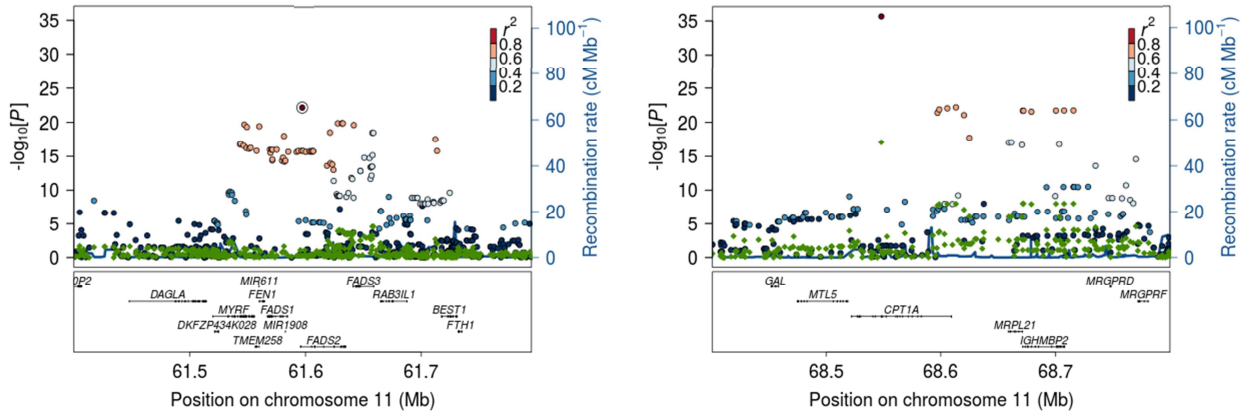 35
30
25
20
15
10
5
0
-log10[P]
100
80
60
40
20
0
Recombination rate (cM Mb−1)
r2
0.8
0.6
0.4
0.2
0P2
MIR611
FADS3
DAGLA
FEN1
RAB3IL1
MYRF
FADS1
BEST1
DKFZP434K028
MIR1908
FTH1
TMEM258
FADS2
61.5
61.6
61.7
Position on chromosome 11 (Mb)
35
30
25
20
15
10
5
0
-log10[P]
100
80
60
40
20
0
Recombination rate (cM Mb−1)
r2
0.8
0.6
0.4
0.2
GAL
MRGPRD
MTL5
MRGPRF
CPT1A
MRPL21
IGHMBP2
68.5
68.6
68.7
Position on chromosome 11 (Mb)